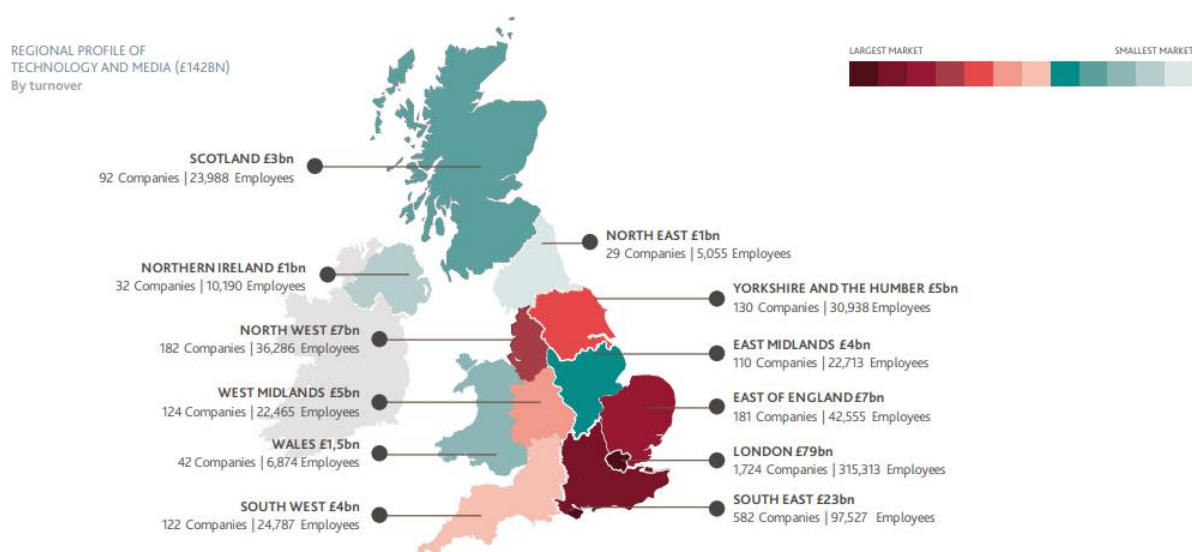 REGIONAL PROFILE OF
TECHNOLOGY AND MEDIA (£142BN)
By turnover
LARGEST MARKET
SMALLEST MARKET
SCOTLAND £3bn
92 Companies | 23,988 Employees
NORTH EAST £1bn
29 Companies | 5,055 Employees
NORTHERN IRELAND £1bn
32 Companies | 10,190 Employees
YORKSHIRE AND THE HUMBER £5bn
130 Companies | 30,938 Employees
NORTH WEST £7bn
182 Companies | 36,286 Employees
EAST MIDLANDS £4bn
110 Companies | 22,713 Employees
WEST MIDLANDS £5bn
124 Companies | 22,465 Employees
EAST OF ENGLAND £7bn
181 Companies | 42,555 Employees
WALES £1,5bn
42 Companies | 6,874 Employees
LONDON £79bn
1,724 Companies | 315,313 Employees
SOUTH WEST £4bn
122 Companies | 24,787 Employees
SOUTH EAST £23bn
582 Companies | 97,527 Employees